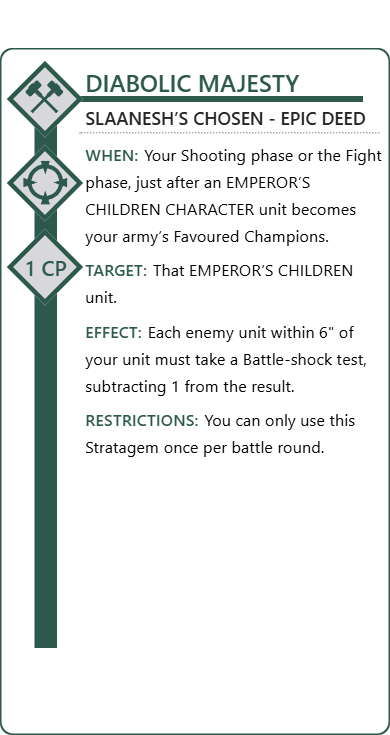 DIABOLIC MAJESTY
SLAANESH’S CHOSEN - EPIC DEED
WHEN: Your Shooting phase or the Fight
phase, just after an EMPEROR’S
CHILDREN CHARACTER unit becomes
your army’s Favoured Champions.
1 CP
TARGET: That EMPEROR’S CHILDREN
unit.
EFFECT: Each enemy unit within 6" of
your unit must take a Battle-shock test,
subtracting 1 from the result.
RESTRICTIONS: You can only use this
Stratagem once per battle round.